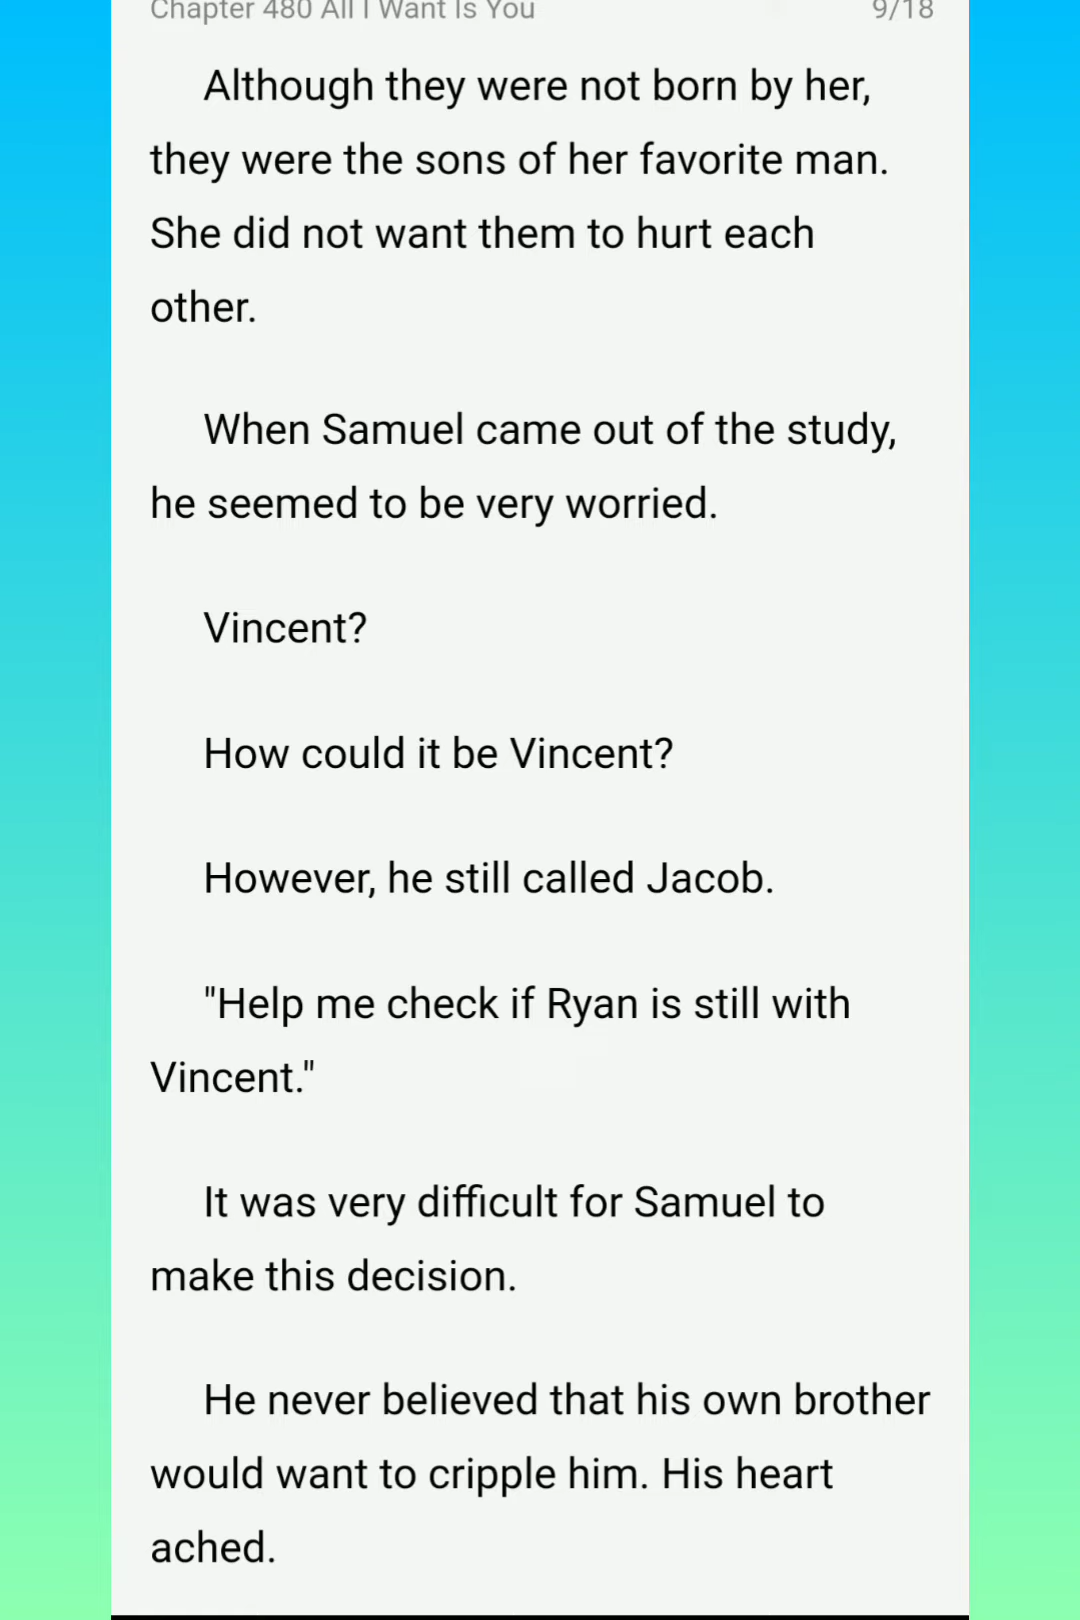 Chapter 480 All I Want Is You 9/18
Although they were not born by her,
they were the sons of her favorite man.
She did not want them to hurt each
other.
When Samuel came out of the study,
he seemed to be very worried.
Vincent?
How could it be Vincent?
However, he still called Jacob.
"Help me check if Ryan is still with
Vincent."
It was very difficult for Samuel to
make this decision.
He never believed that his own brother
would want to cripple him. His heart
ached.